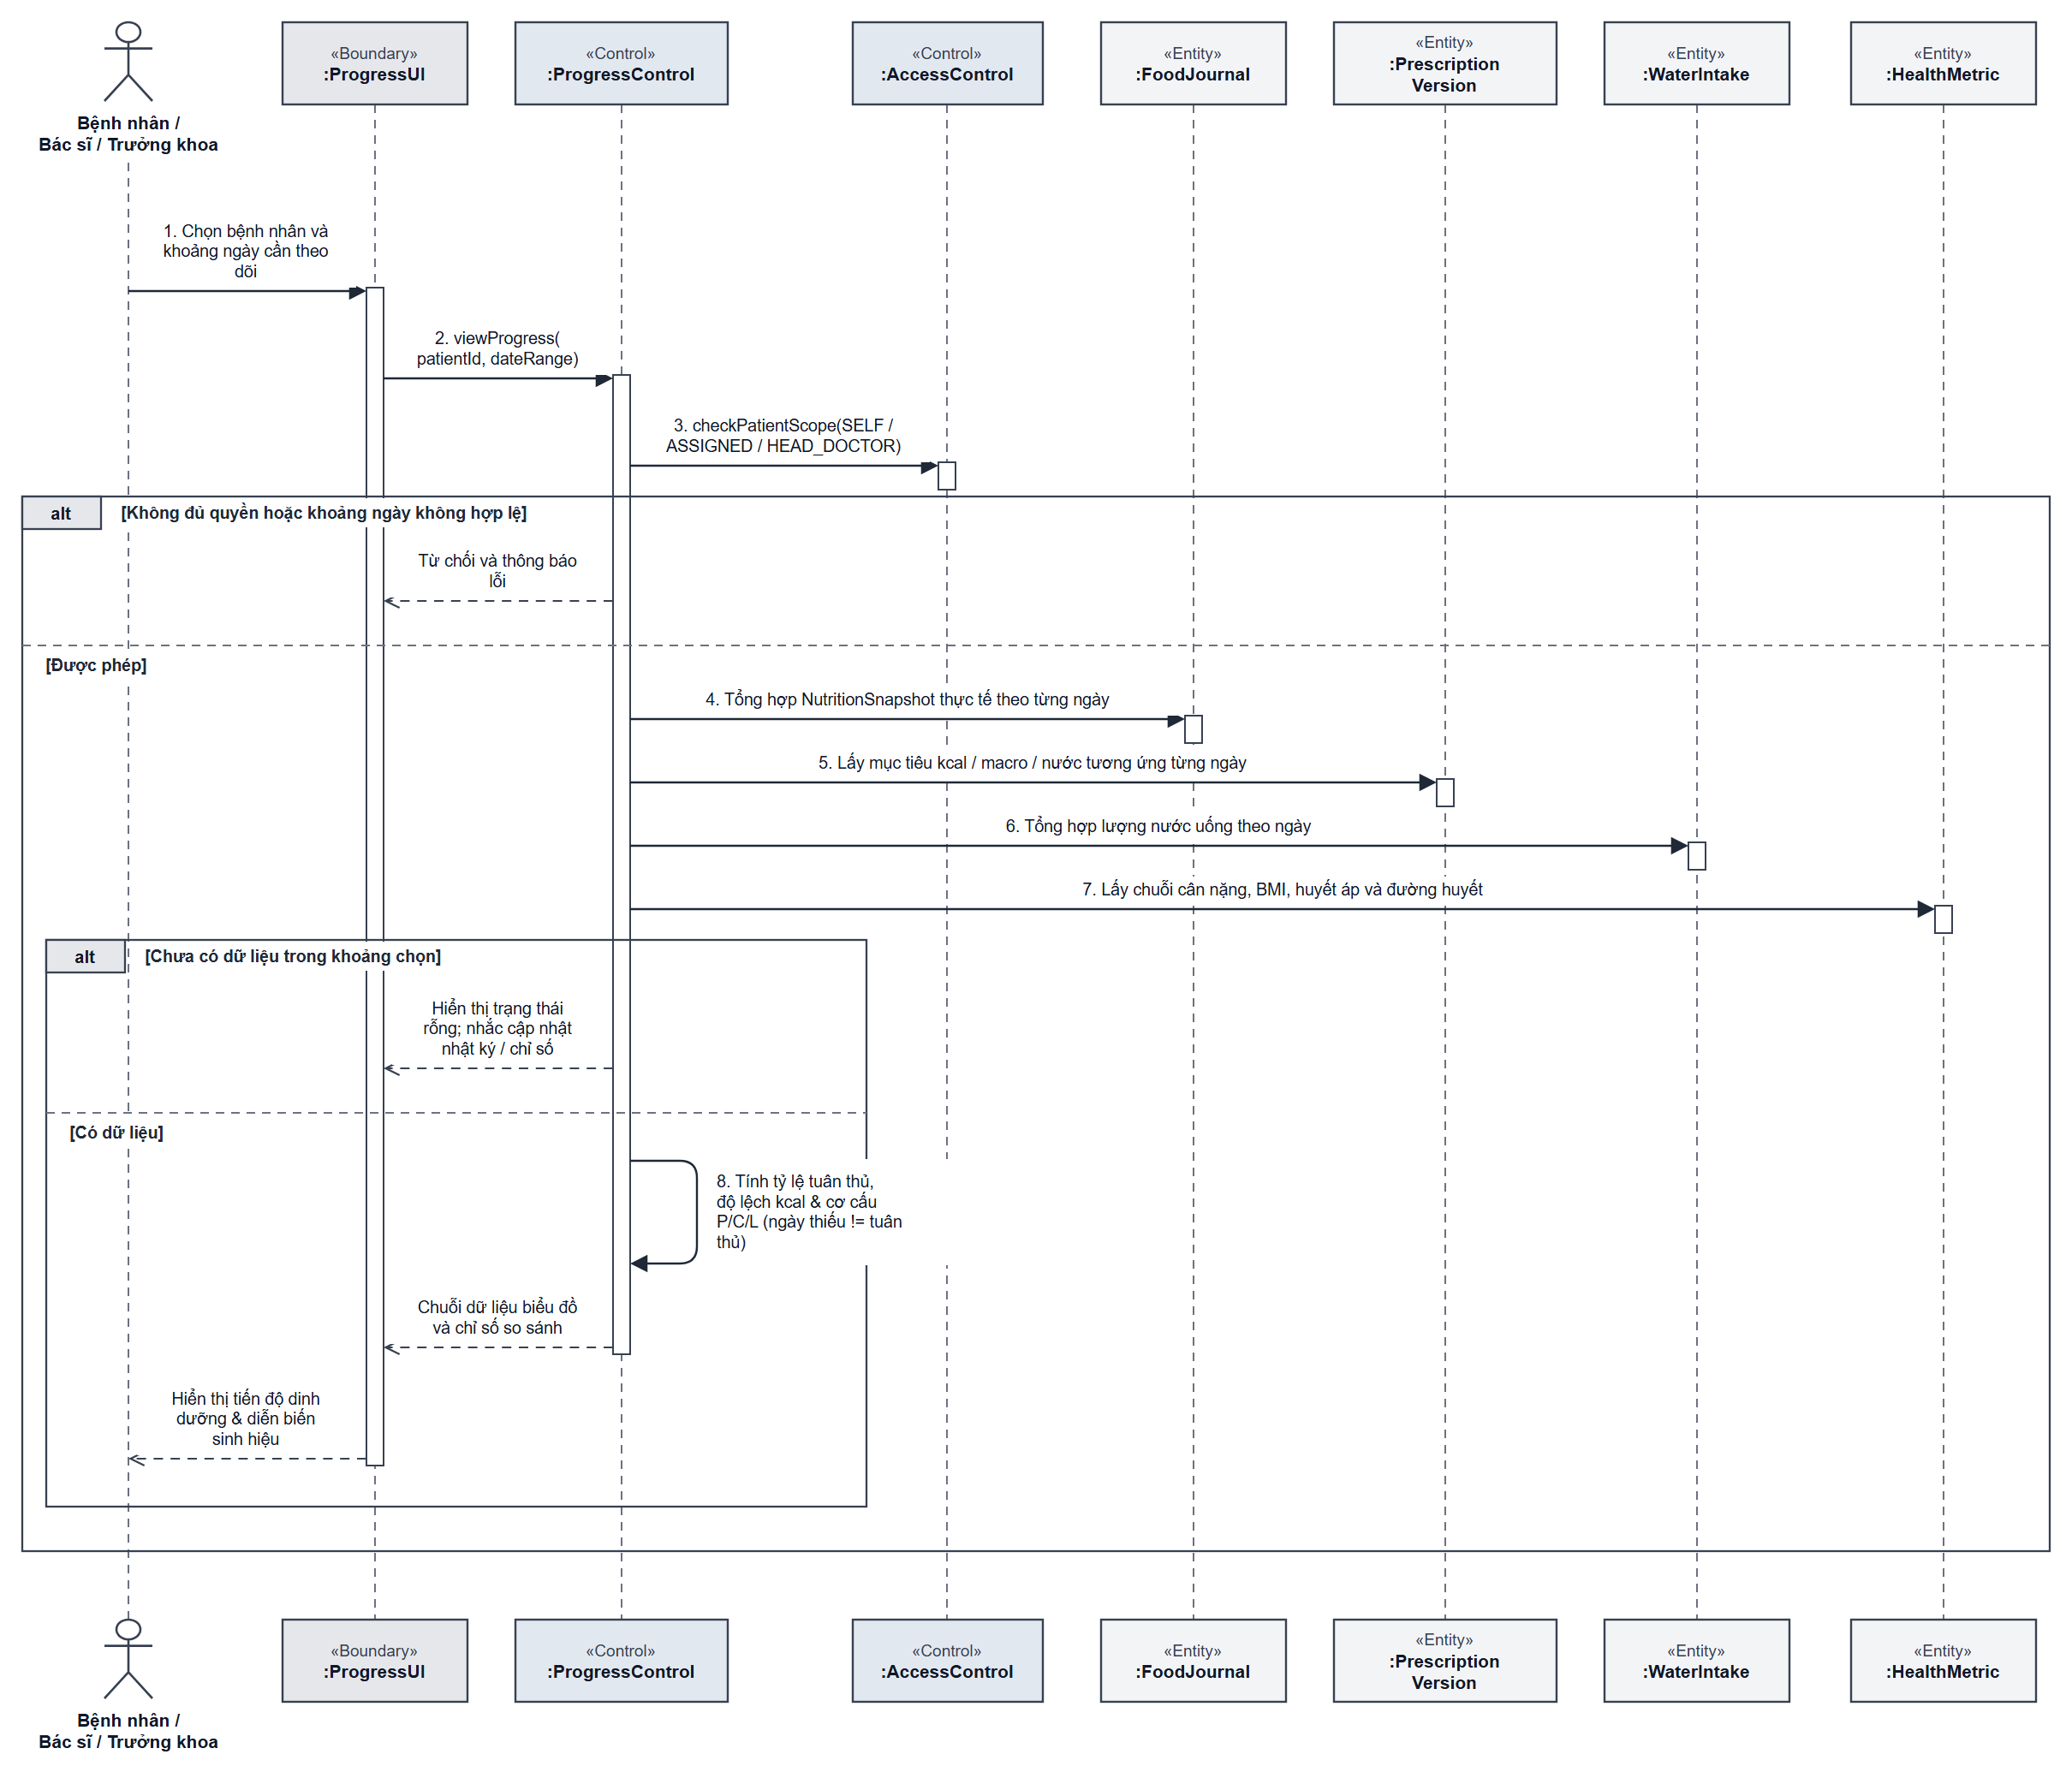 «Boundary»
:ProgressUI
«Control»
:ProgressControl
«Control»
:AccessControl
«Entity»
:FoodJournal
«Entity»
:Prescription
Version
«Entity»
:WaterIntake
«Entity»
:HealthMetric
Bệnh nhân /
Bác sĩ / Trưởng khoa
1. Chọn bệnh nhân và
khoảng ngày cần theo
dõi
2. viewProgress(
patientId, dateRange)
3. checkPatientScope(SELF /
ASSIGNED / HEAD_DOCTOR)
alt
[Không đủ quyền hoặc khoảng ngày không hợp lệ]
Từ chối và thông báo
lỗi
[Được phép]
4. Tổng hợp NutritionSnapshot thực tế theo từng ngày
5. Lấy mục tiêu kcal / macro / nước tương ứng từng ngày
6. Tổng hợp lượng nước uống theo ngày
7. Lấy chuỗi cân nặng, BMI, huyết áp và đường huyết
alt
[Chưa có dữ liệu trong khoảng chọn]
Hiển thị trạng thái
rỗng; nhắc cập nhật
nhật ký / chỉ số
[Có dữ liệu]
8. Tính tỷ lệ tuân thủ,
độ lệch kcal & cơ cấu
P/C/L (ngày thiếu != tuân
thủ)
Chuỗi dữ liệu biểu đồ
và chỉ số so sánh
Hiển thị tiến độ dinh
dưỡng & diễn biến
sinh hiệu
«Boundary»
:ProgressUI
«Control»
:ProgressControl
«Control»
:AccessControl
«Entity»
:FoodJournal
«Entity»
:Prescription
Version
«Entity»
:WaterIntake
«Entity»
:HealthMetric
Bệnh nhân /
Bác sĩ / Trưởng khoa